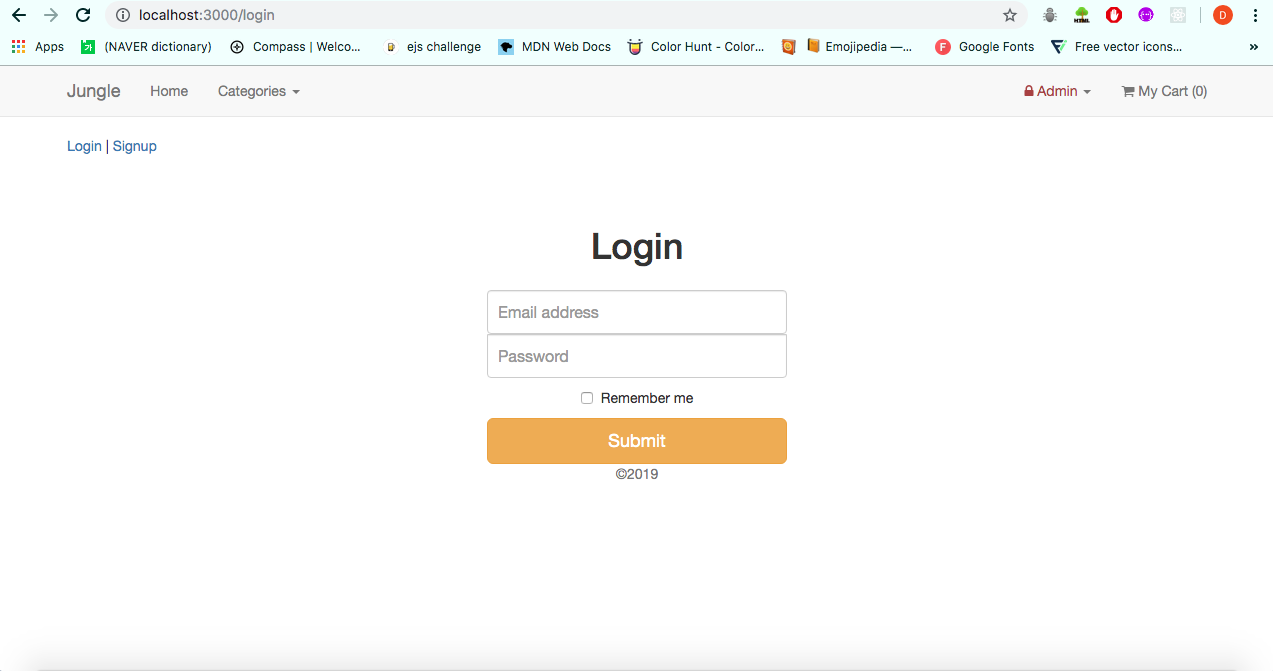 localhost:3000/login
D
Apps (NAVER dictionary) Compass | Welco... ejs challenge MDN Web Docs Color Hunt - Color... Emojipedia —... F Google Fonts Free vector icons... »
Jungle Home Categories Admin My Cart (0)
Login | Signup
Login
Email address
Password
Remember me
Submit
©2019